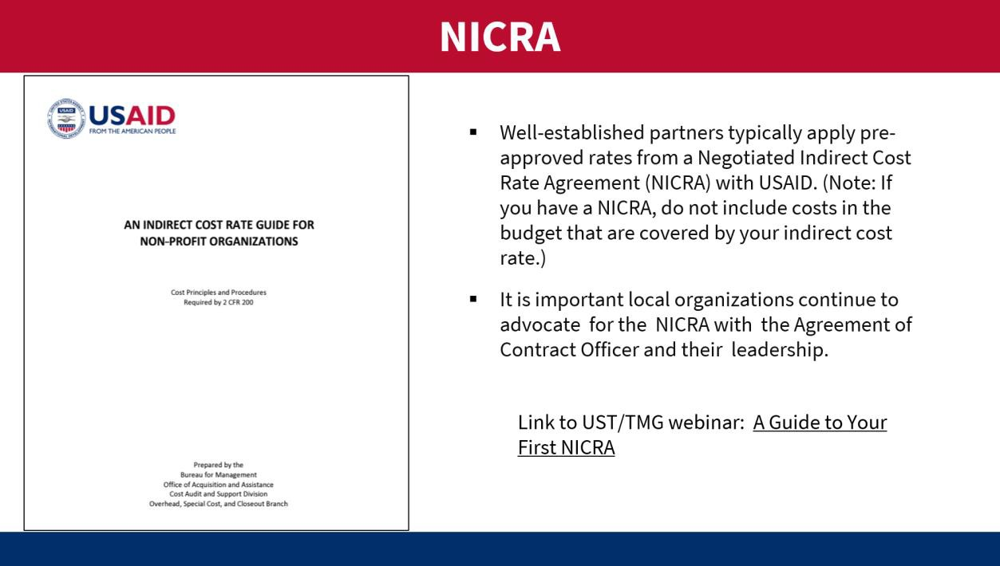 NICRA
USAID
FROM THE AMERICAN PEOPLE
AN INDIRECT COST RATE GUIDE FOR
NON-PROFIT ORGANIZATIONS
Cost Principles and Procedures
Required by 2 CFR 200
Prepared by the
Bureau for Management
Office of Acquisition and Assistance
Cost Audit and Support Division
Overhead, Special Cost, and Closeout Branch
▪ Well-established partners typically apply pre-
approved rates from a Negotiated Indirect Cost
Rate Agreement (NICRA) with USAID. (Note: If
you have a NICRA, do not include costs in the
budget that are covered by your indirect cost
rate.)
▪ It is important local organizations continue to
advocate  for the  NICRA with  the Agreement of
Contract Officer and their  leadership.
Link to UST/TMG webinar:  A Guide to Your
First NICRA